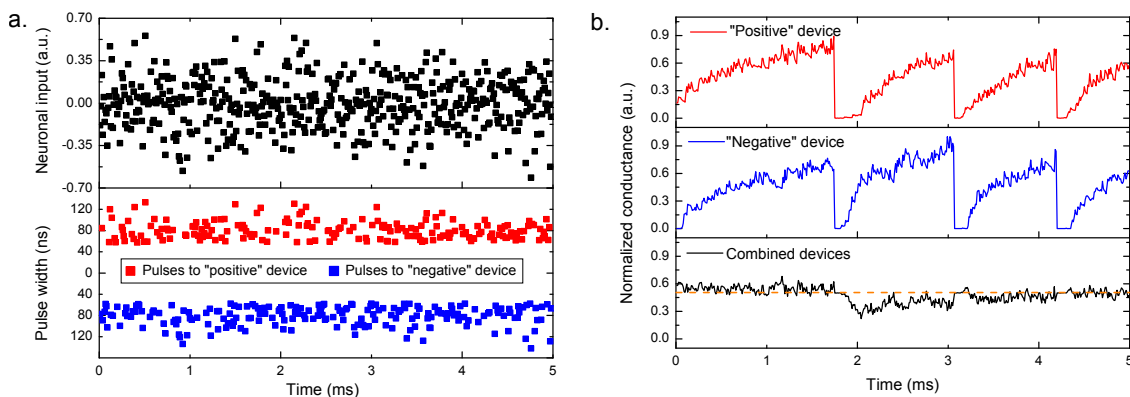 a.
Neuronal input (a.u.)
0.70
0.35
0.00
-0.35
-0.70
Pulse width (ns)
120
80
40
0
40
80
120
Pulses to "positive" device
Pulses to "negative" device
0 1 2 3 4 5
Time (ms)
b.
Normalized conductance (a.u.)
0.9
0.6
0.3
0.0
"Positive" device
0.9
0.6
0.3
0.0
"Negative" device
0.9
0.6
0.3
0.0
Combined devices
0 1 2 3 4 5
Time (ms)